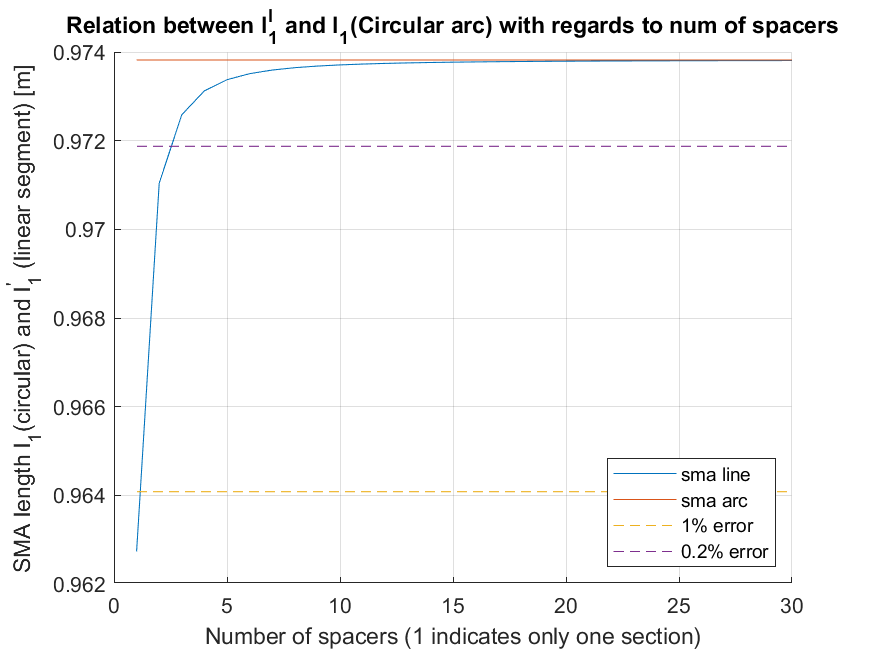 Relation between l₁ˡ and l₁(Circular arc) with regards to num of spacers
SMA length l₁(circular) and l₁' (linear segment) [m]
0.974
0.972
0.97
0.968
0.966
0.964
0.962
0
5
10
15
20
25
30
sma line
sma arc
1% error
0.2% error
Number of spacers (1 indicates only one section)